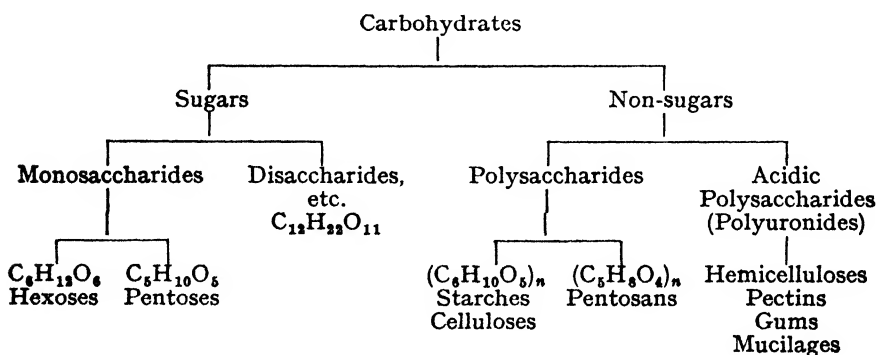 Carbohydrates
Sugars
Non-sugars
Monosaccharides
Disaccharides,
etc.
C₁₂H₂₂O₁₁
Polysaccharides
Acidic
Polysaccharides
(Polyuronides)
C₆H₁₂O₆
Hexoses
C₅H₁₀O₅
Pentoses
(C₆H₁₀O₅)ₙ
Starches
Celluloses
(C₅H₈O₄)ₙ
Pentosans
Hemicelluloses
Pectins
Gums
Mucilages